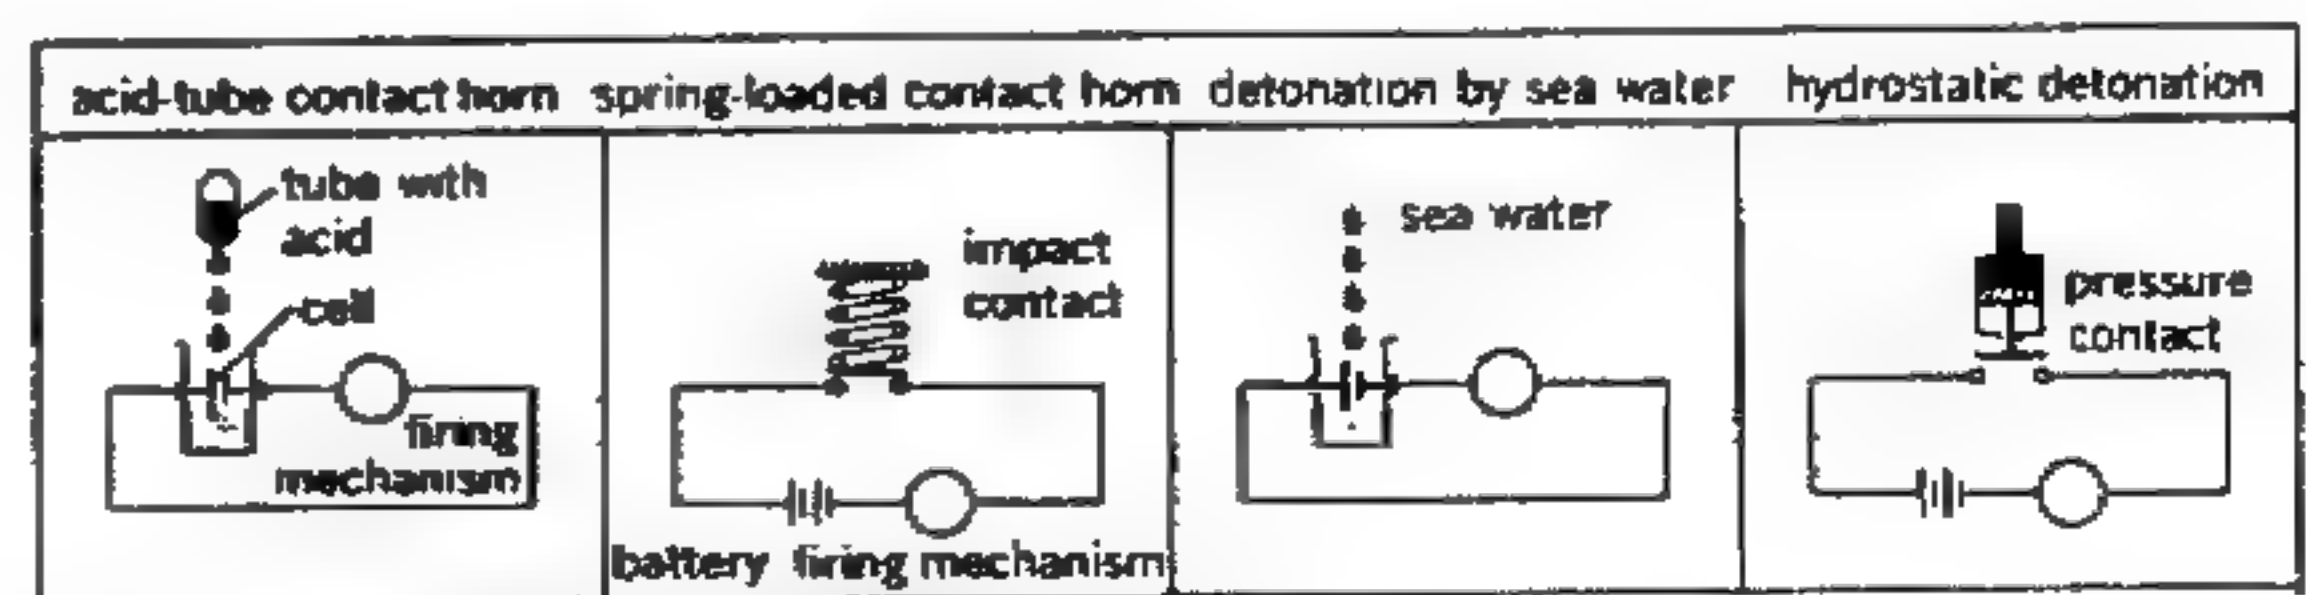 acid-tube contact horn spring-loaded contact horn detonation by sea water hydrostatic detonation
tube with
acid
cell
firing
mechanism
impact
contact
battery firing mechanism
sea water
pressure
contact